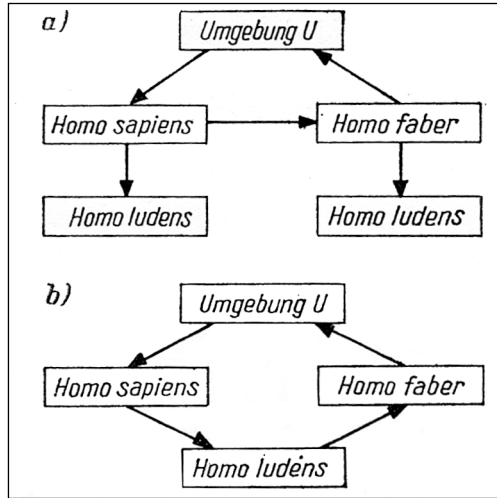 a)
Umgebung U
Homo sapiens
Homo faber
Homo ludens
Homo ludens
b)
Umgebung U
Homo sapiens
Homo faber
Homo ludens